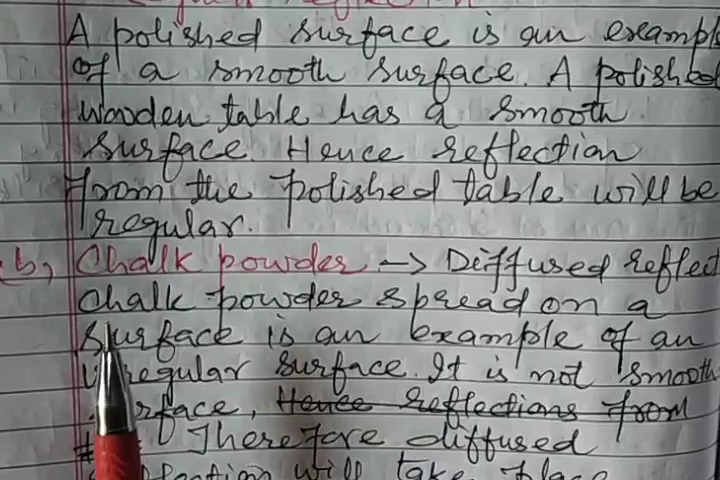 A polished surface is an exampl
of a smooth surface. A polished
wooden table has a smooth
surface. Hence reflection
from the polished table will be
regular.
(b) Chalk powder -> Diffused reflect
Chalk powder spread on a
surface is an example of an
irregular surface. It is not smooth
surface, Hence reflections from
Therefore diffused
reflection will take place